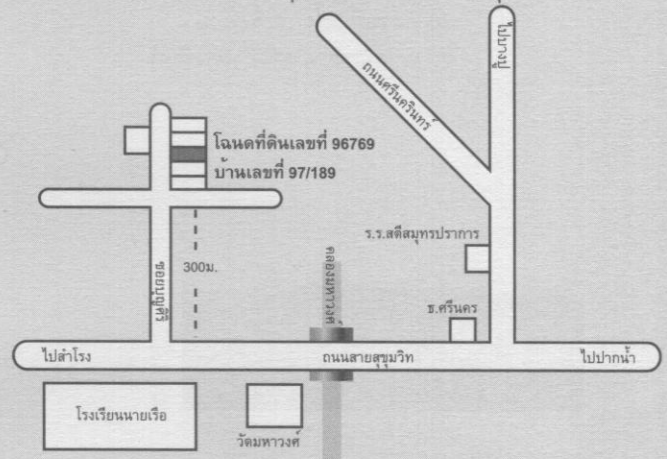 ไปบางปู
ถนนศรีนครินทร์
โฉนดที่ดินเลขที่ 96769
บ้านเลขที่ 97/189
ร.ร.สตีสมุทรปราการ
ซอยบุญศิริ
300ม.
คลองมหาวงศ์
ธ.ศรีนคร
ไปสำโรง
ถนนสายสุขุมวิท
ไปปากน้ำ
โรงเรียนนายเรือ
วัดมหาวงศ์